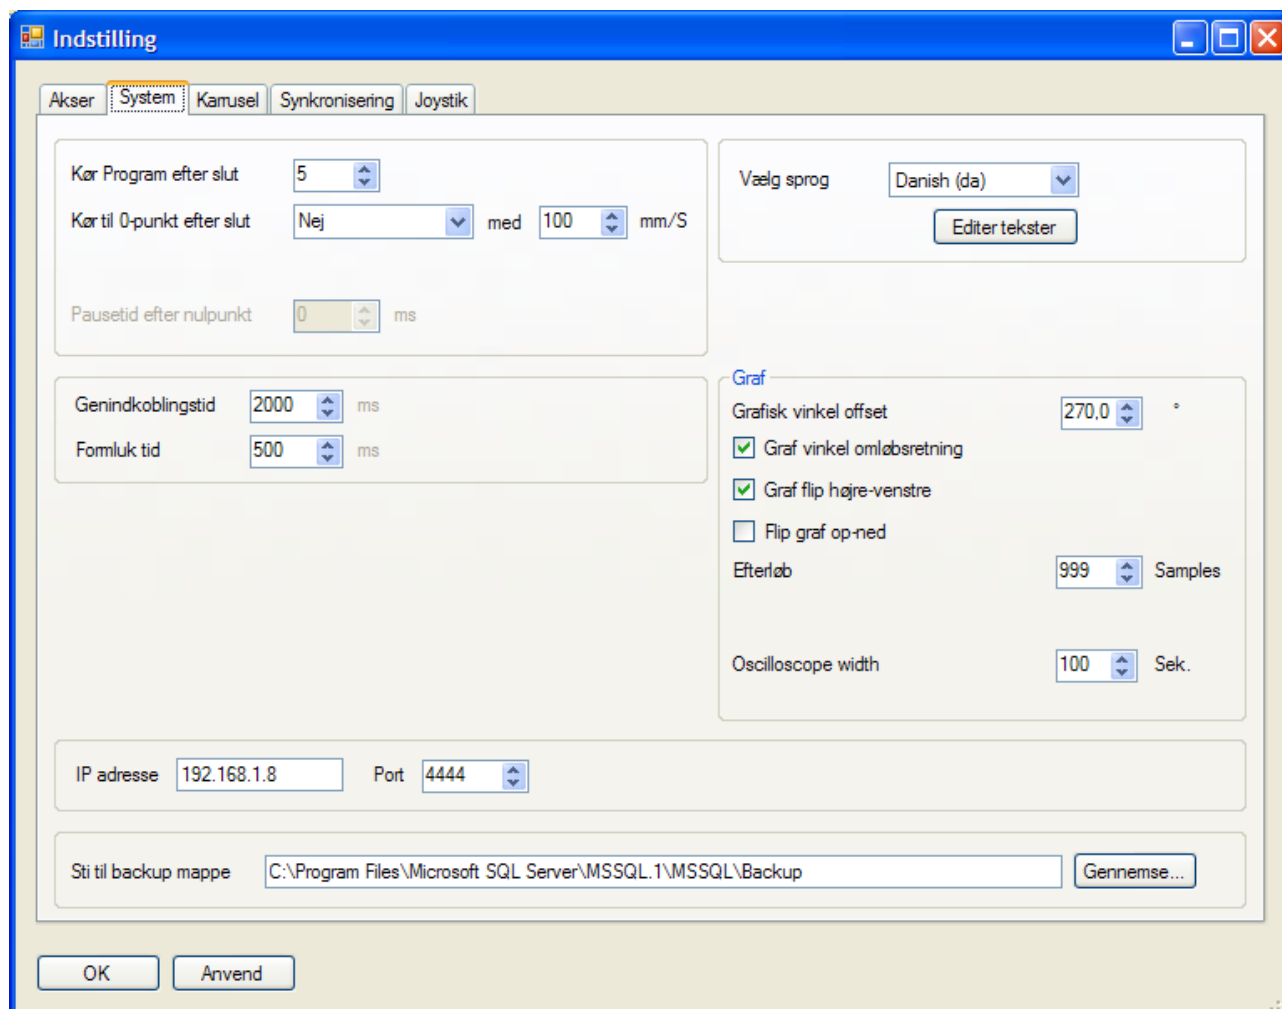 Indstilling
Akser System Karrusel Synkronisering Joystik
Kør Program efter slut 5
Kør til 0-punkt efter slut Nej med 100 mm/S
Pausetid efter nulpunkt 0 ms
Vælg sprog Danish (da)
Editer tekster
Genindkoblingstid 2000 ms
Formluk tid 500 ms
Graf
Grafisk vinkel offset 270,0 °
Graf vinkel omløbsretning
Graf flip højre-venstre
Flip graf op-ned
Efterløb 999 Samples
Oscilloscope width 100 Sek.
IP adresse 192.168.1.8 Port 4444
Sti til backup mappe C:\Program Files\Microsoft SQL Server\MSSQL.1\MSSQL\Backup Gennemse...
OK Anvend